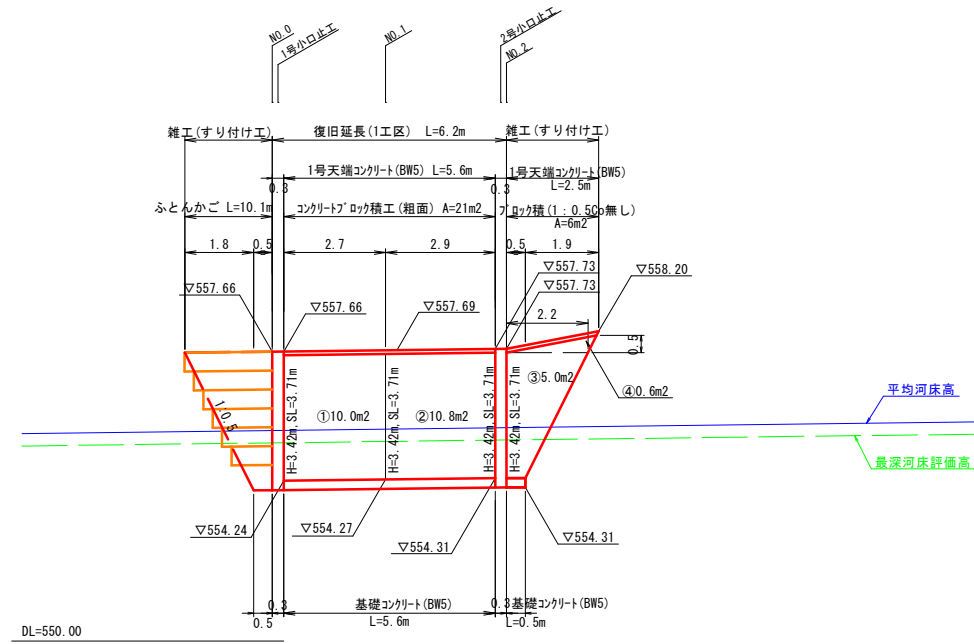 NO.0
1号小口止工
NO.1
2号小口止工
NO.2
雑工(すり付け工)
復旧延長(1工区) L=6.2m
雑工(すり付け工)
1号天端コンクリート(BW5) L=5.6m
1号天端コンクリート(BW5)
L=2.5m
0.3
0.3
ふとんかご L=10.1m
コンクリートブロック積工(粗面) A=21m2
ブロック積(1:0.5Co無し)
A=6m2
1.8
0.5
2.7
2.9
0.5
1.9
▽557.73
▽558.20
▽557.66
▽557.73
▽557.66
▽557.69
2.2
0.5
H=3.42m,SL=3.71m
H=3.42m,SL=3.71m
H=3.42m,SL=3.71m
H=3.42m,SL=3.71m
③5.0m2
④0.6m2
1:0.5
①10.0m2
②10.8m2
平均河床高
最深河床評価高
▽554.24
▽554.27
▽554.31
▽554.31
0.3
0.3
基礎コンクリート(BW5)
基礎コンクリート(BW5)
0.5
L=5.6m
L=0.5m
DL=550.00